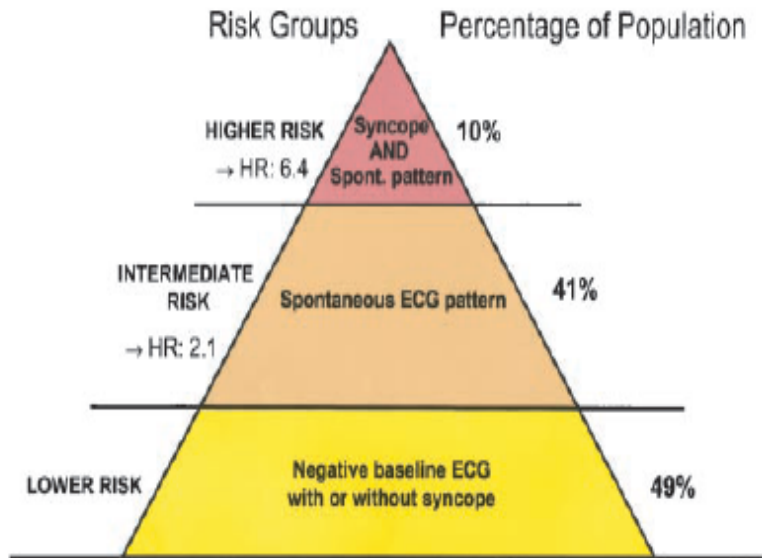 Risk Groups
Percentage of Population
HIGHER RISK
→ HR: 6.4
Syncope
AND
Spont. pattern
10%
INTERMEDIATE
RISK
→ HR: 2.1
Spontaneous ECG pattern
41%
LOWER RISK
Negative baseline ECG
with or without syncope
49%